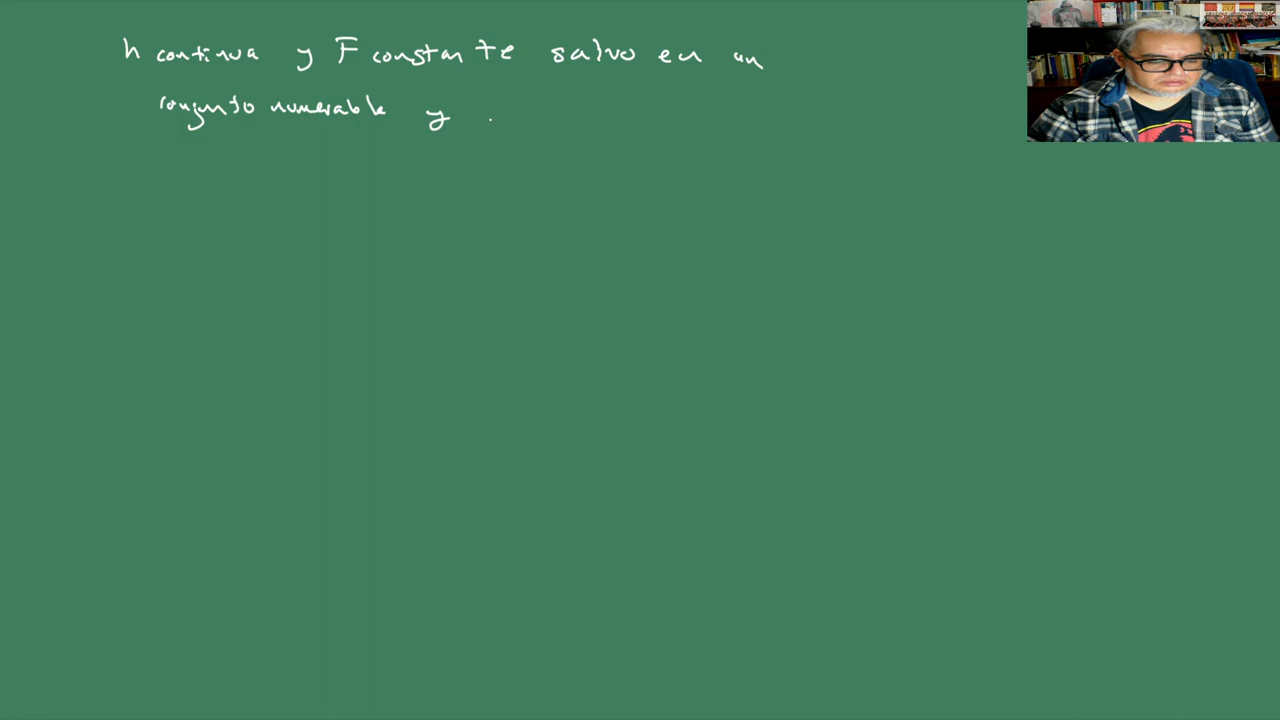 h continua y F constante salvo en un
conjunto numerable y